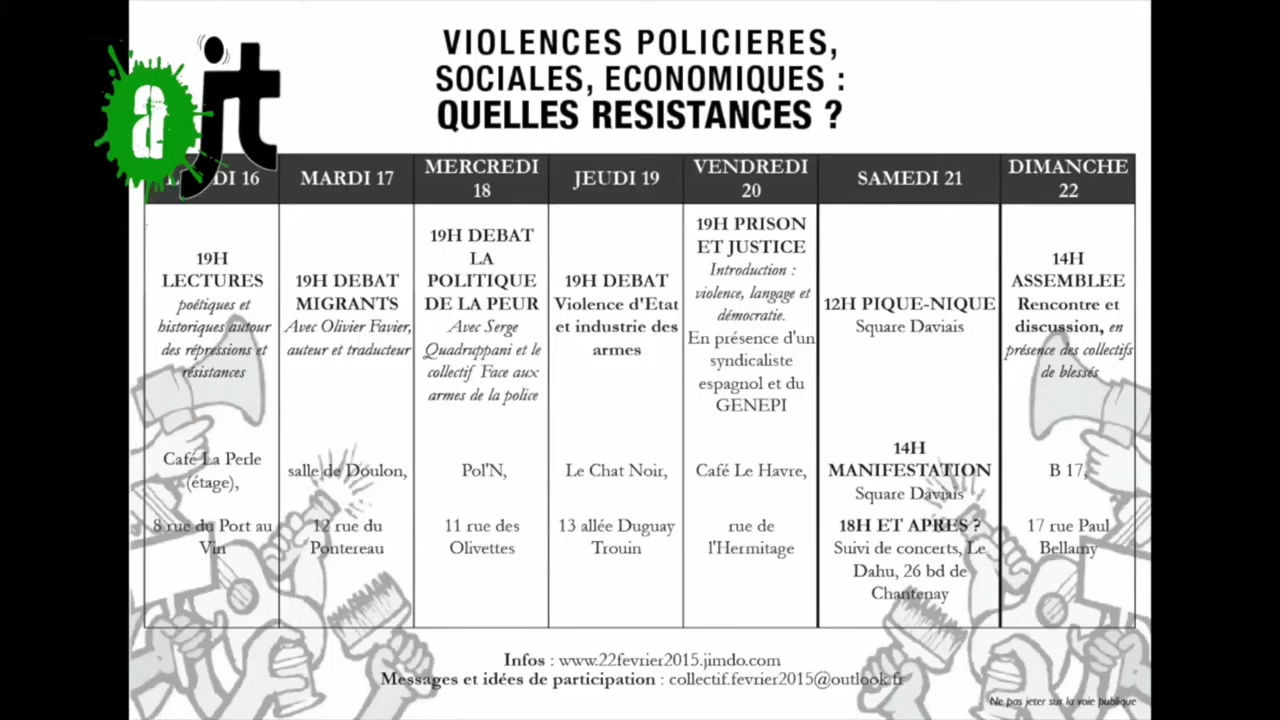 ajt
VIOLENCES POLICIERES,
SOCIALES, ECONOMIQUES :
QUELLES RESISTANCES ?
DI 16
MARDI 17
MERCREDI
18
JEUDI 19
VENDREDI
20
SAMEDI 21
DIMANCHE
22
19H
LECTURES
poétiques et
historiques autour
des répressions et
résistances
Café La Perle
(étage),
8 rue du Port au
Vin
19H DEBAT
MIGRANTS
Avec Olivier Favier,
auteur et traducteur
salle de Doulon,
12 rue du
Pontereau
19H DEBAT
LA
POLITIQUE
DE LA PEUR
Avec Serge
Quadruppani et le
collectif Face aux
armes de la police
Pol'N,
11 rue des
Olivettes
19H DEBAT
Violence d'Etat
et industrie des
armes
Le Chat Noir,
13 allée Duguay
Trouin
19H PRISON
ET JUSTICE
Introduction :
violence, langage et
démocratie.
En présence d'un
syndicaliste
espagnol et du
GENEPI
Café Le Havre,
rue de
l'Hermitage
12H PIQUE-NIQUE
Square Daviais
14H
MANIFESTATION
Square Daviais
18H ET APRES ?
Suivi de concerts, Le
Dahu, 26 bd de
Chantenay
14H
ASSEMBLEE
Rencontre et
discussion, en
présence des collectifs
de blessés
B 17,
17 rue Paul
Bellamy
Infos : www.22fevrier2015.jimdo.com
Messages et idées de participation : collectif.fevrier2015@outlook.fr
Ne pas jeter sur la voie publique